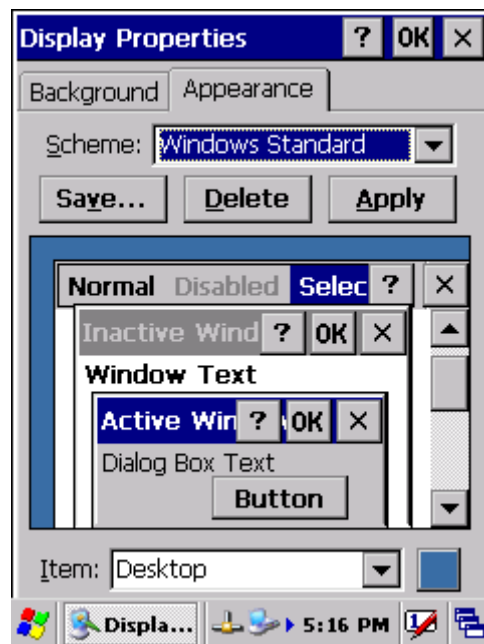 Display Properties ? OK ×
Background Appearance
Scheme: Windows Standard
Save... Delete Apply
Normal Disabled Selec ? ×
Inactive Wind ? OK ×
Window Text
Active Win ? OK ×
Dialog Box Text
Button
Item: Desktop
Displa... 5:16 PM